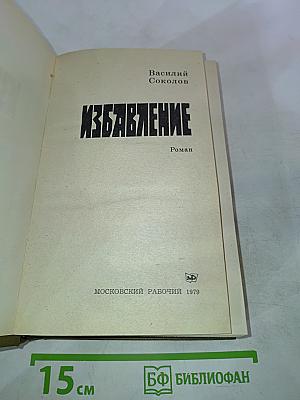 Василий
Соколов
ИЗБАВЛЕНИЕ
Роман
МОСКОВСКИЙ РАБОЧИЙ 1979
15 см
БФ БИБЛИОФАН